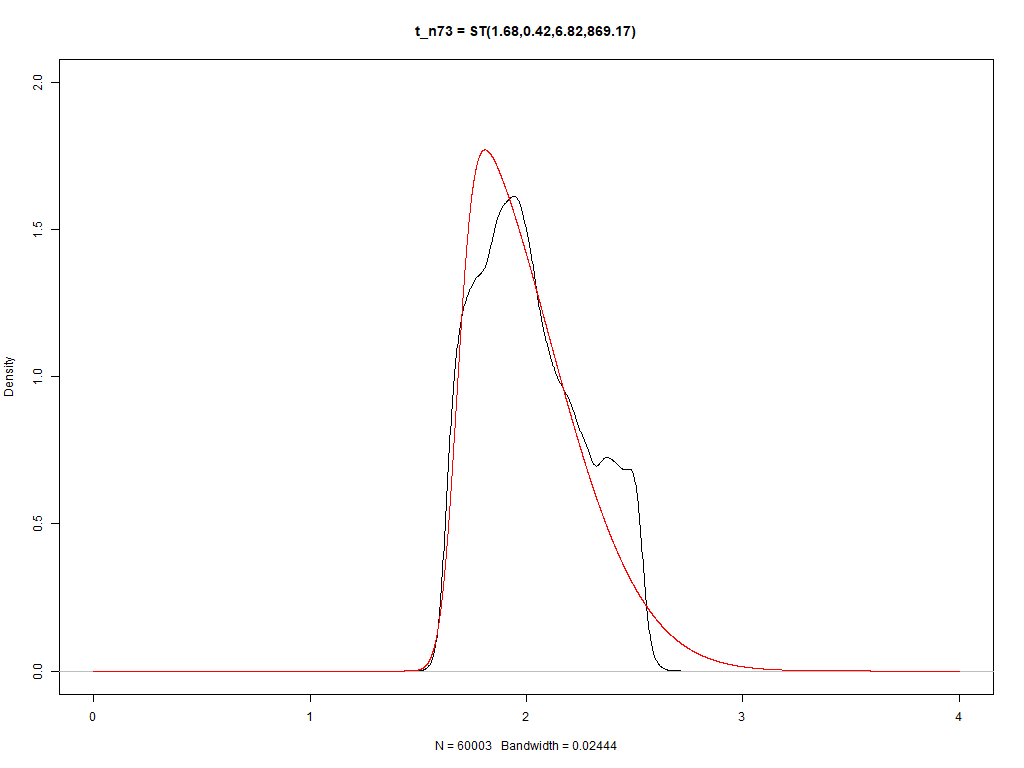 t_n73 = ST(1.68,0.42,6.82,869.17)
2.0
1.5
1.0
0.5
0.0
Density
0 1 2 3 4
N = 60003 Bandwidth = 0.02444